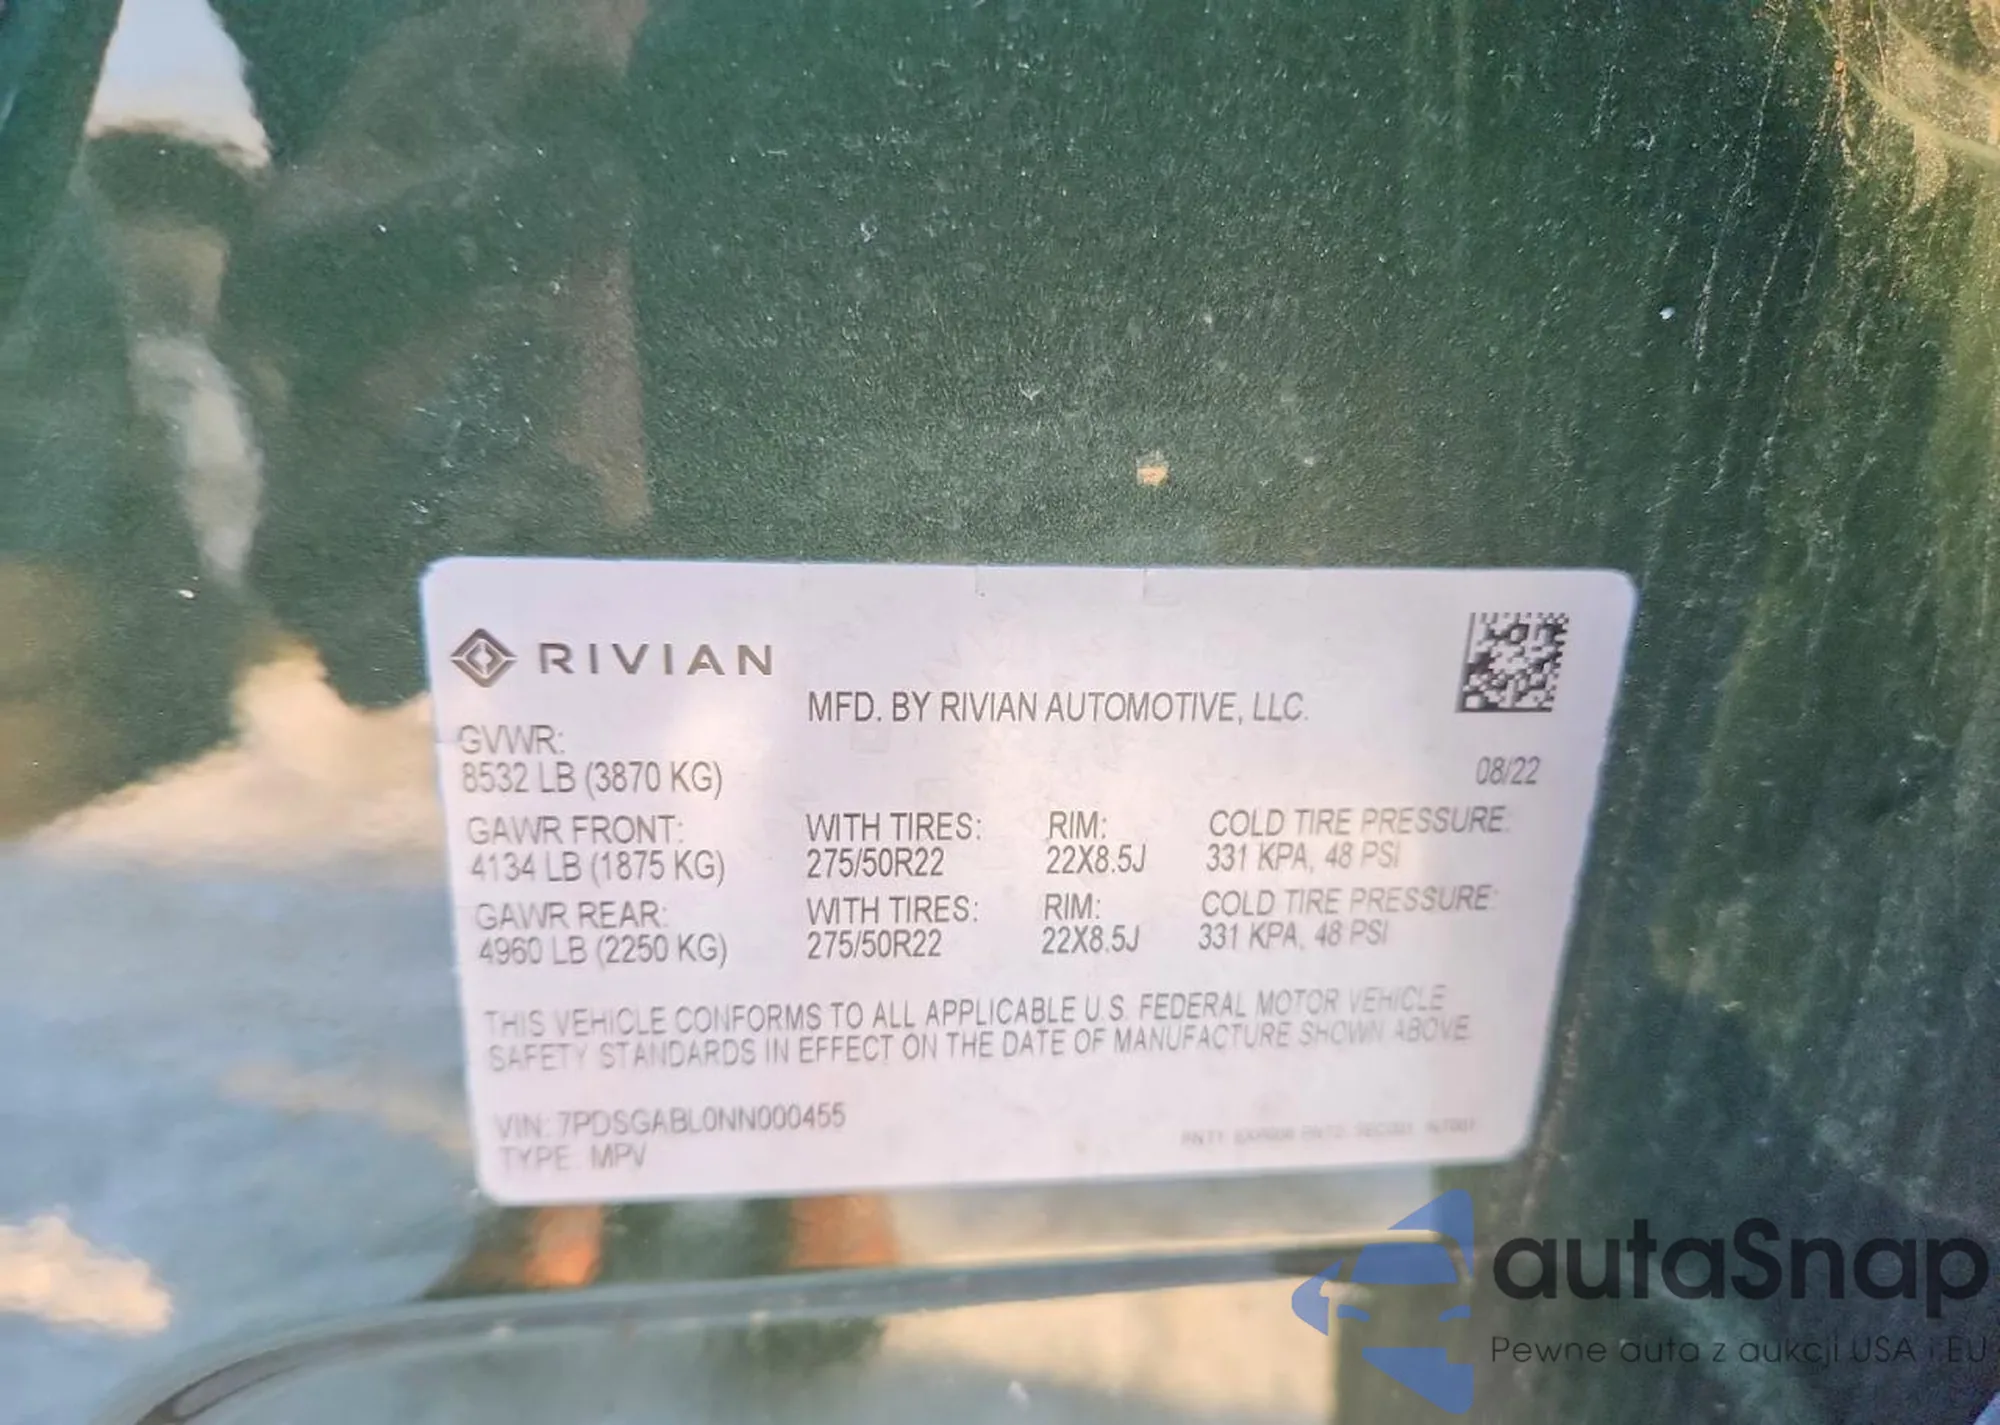 RIVIAN
MFD. BY RIVIAN AUTOMOTIVE, LLC.
GVWR:
8532 LB (3870 KG)
08/22
GAWR FRONT: WITH TIRES: RIM: COLD TIRE PRESSURE:
4134 LB (1875 KG) 275/50R22 22X8.5J 331 KPA, 48 PSI
GAWR REAR: WITH TIRES: RIM: COLD TIRE PRESSURE:
4960 LB (2250 KG) 275/50R22 22X8.5J 331 KPA, 48 PSI
THIS VEHICLE CONFORMS TO ALL APPLICABLE U.S. FEDERAL MOTOR VEHICLE
SAFETY STANDARDS IN EFFECT ON THE DATE OF MANUFACTURE SHOWN ABOVE.
VIN: 7PDSGABL0NN000455
TYPE: MPV
autaSnap
Pewne auta z aukcji USA i EU